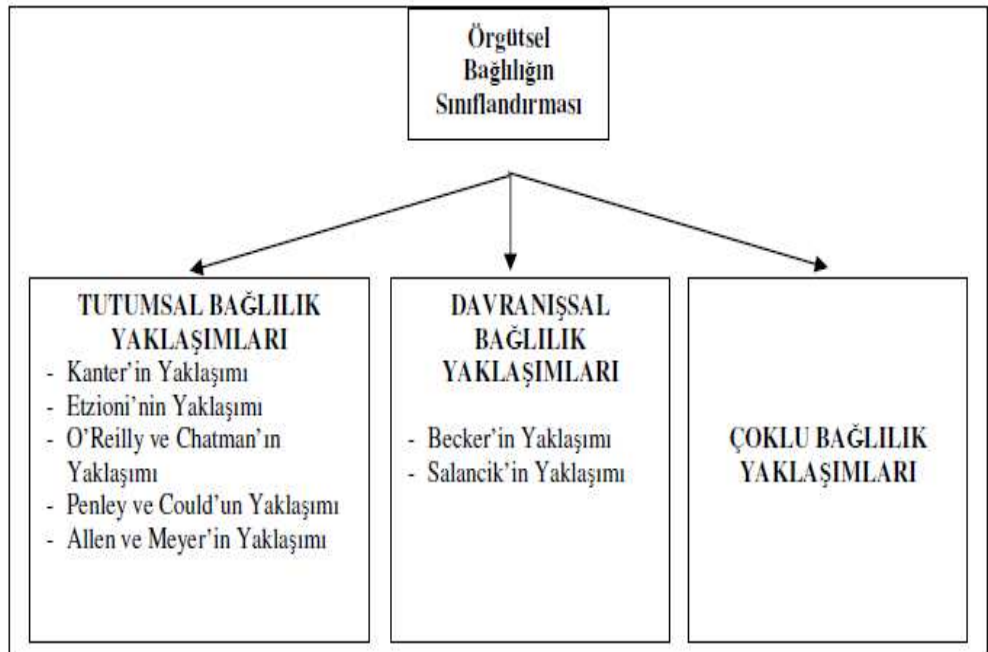 Örgütsel
Bağlılığın
Sınıflandırması
TUTUMSAL BAĞLILIK
YAKLAŞIMLARI
- Kanter’in Yaklaşımı
- Etzioni’nin Yaklaşımı
- O’Reilly ve Chatman’ın
Yaklaşımı
- Penley ve Could’un Yaklaşımı
- Allen ve Meyer’in Yaklaşımı
DAVRANIŞSAL
BAĞLILIK
YAKLAŞIMLARI
- Becker’in Yaklaşımı
- Salancik’in Yaklaşımı
ÇOKLU BAĞLILIK
YAKLAŞIMLARI